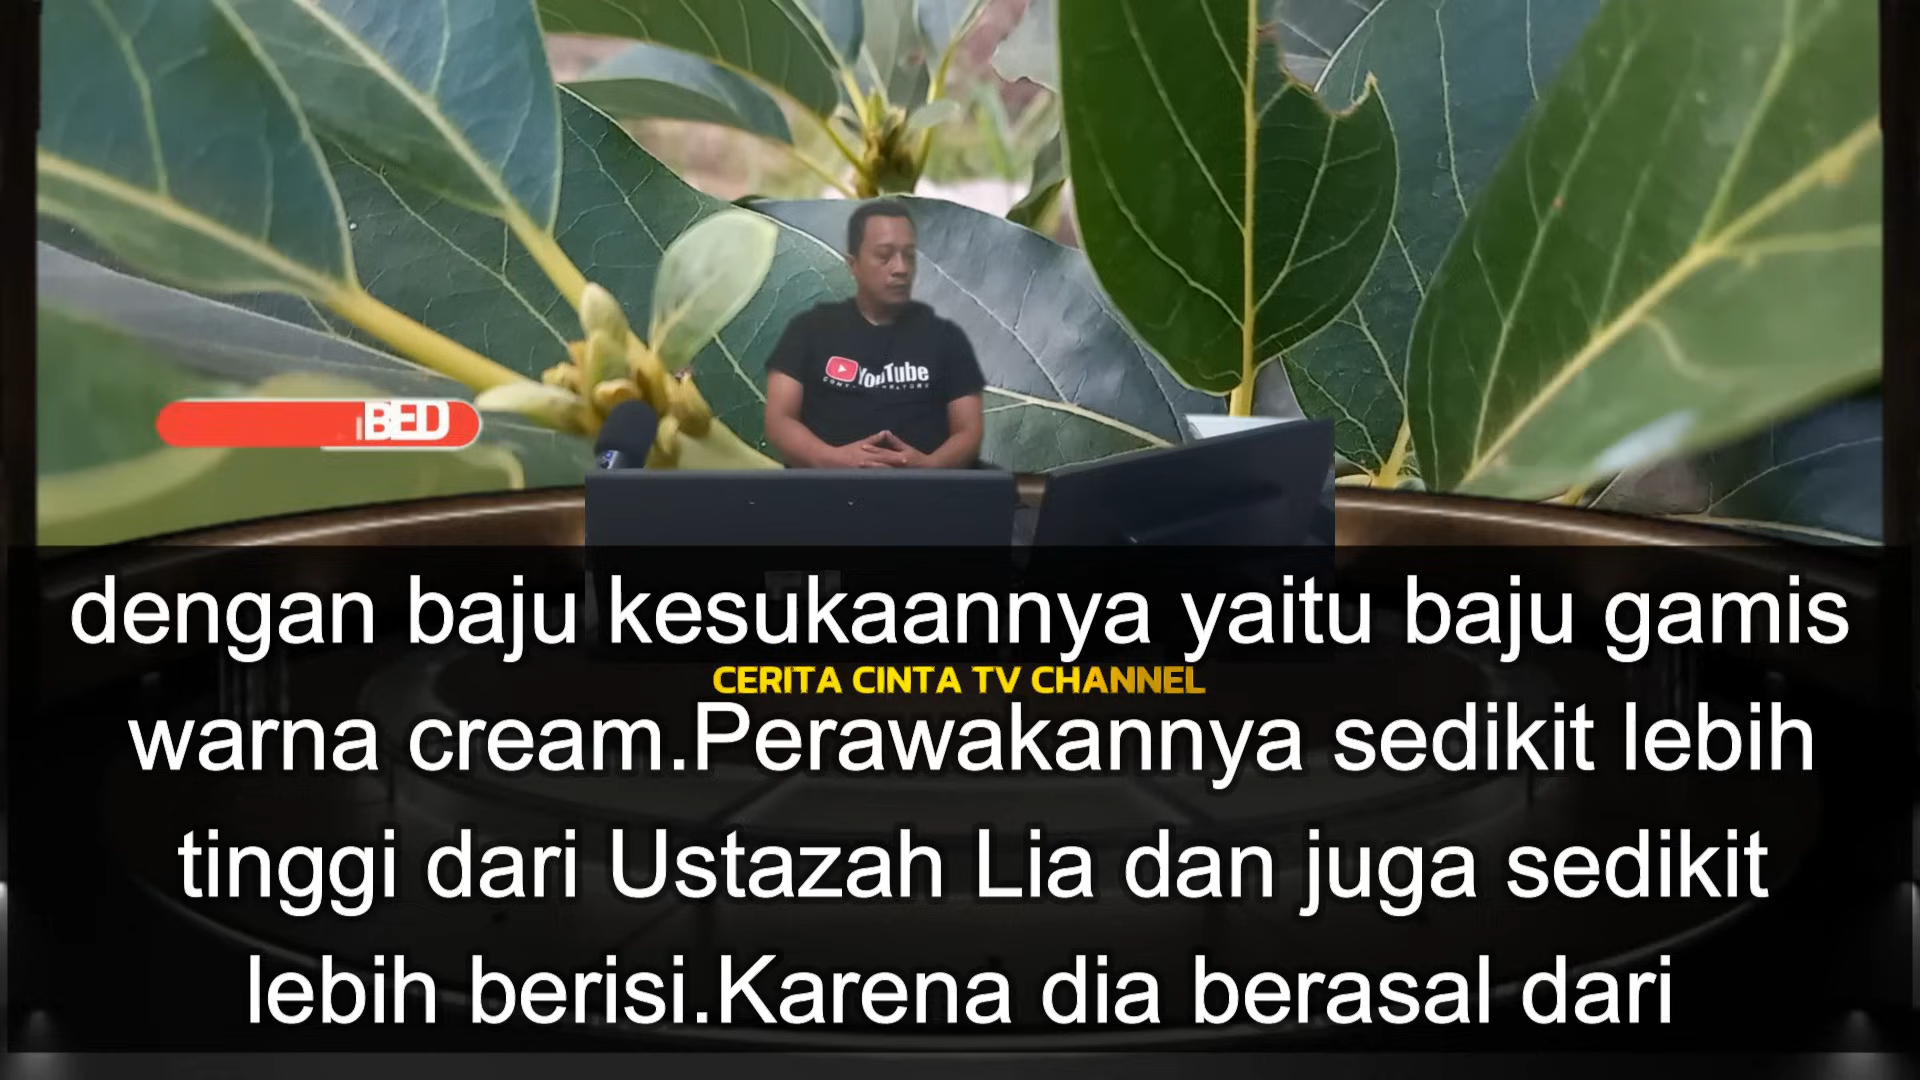 YouTube
BED
dengan baju kesukaannya yaitu baju gamis
CERITA CINTA TV CHANNEL
warna cream.Perawakannya sedikit lebih
tinggi dari Ustazah Lia dan juga sedikit
lebih berisi.Karena dia berasal dari